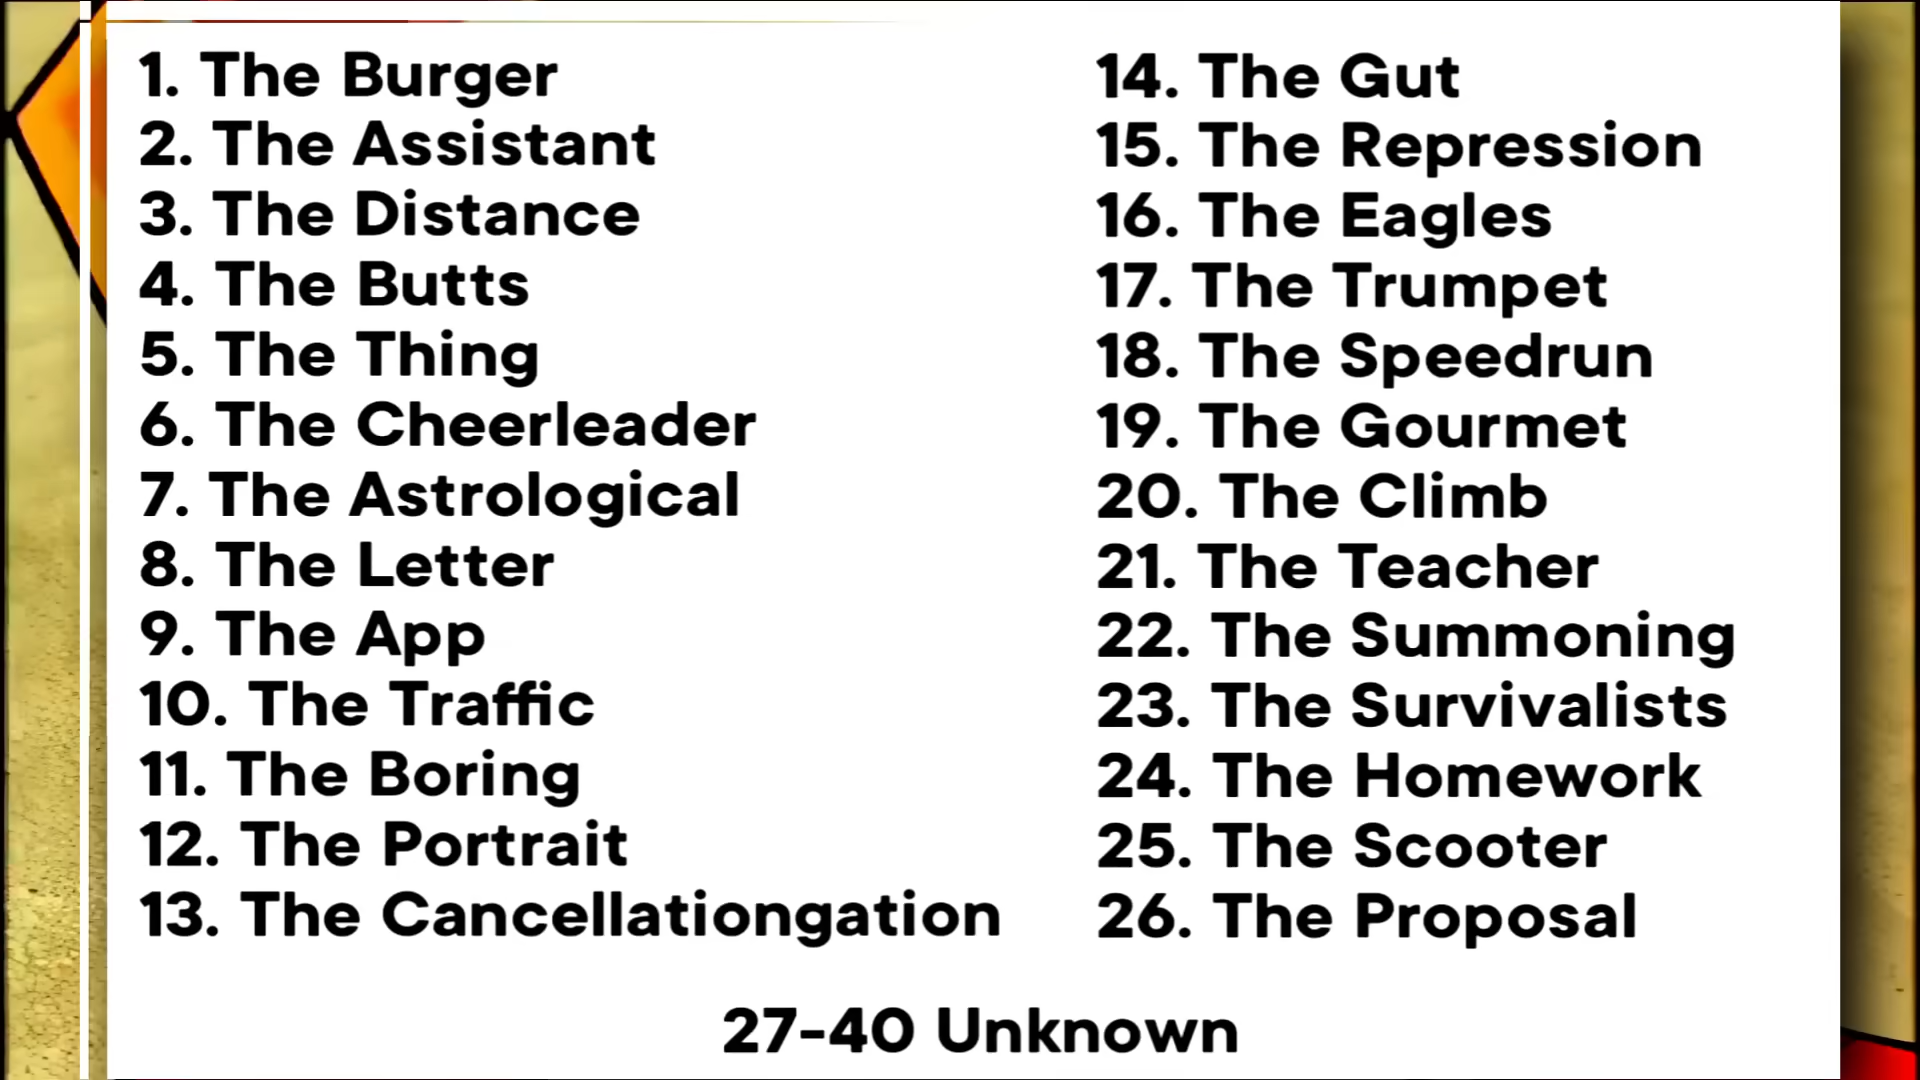 1. The Burger
2. The Assistant
3. The Distance
4. The Butts
5. The Thing
6. The Cheerleader
7. The Astrological
8. The Letter
9. The App
10. The Traffic
11. The Boring
12. The Portrait
13. The Cancellationgation
14. The Gut
15. The Repression
16. The Eagles
17. The Trumpet
18. The Speedrun
19. The Gourmet
20. The Climb
21. The Teacher
22. The Summoning
23. The Survivalists
24. The Homework
25. The Scooter
26. The Proposal
27-40 Unknown